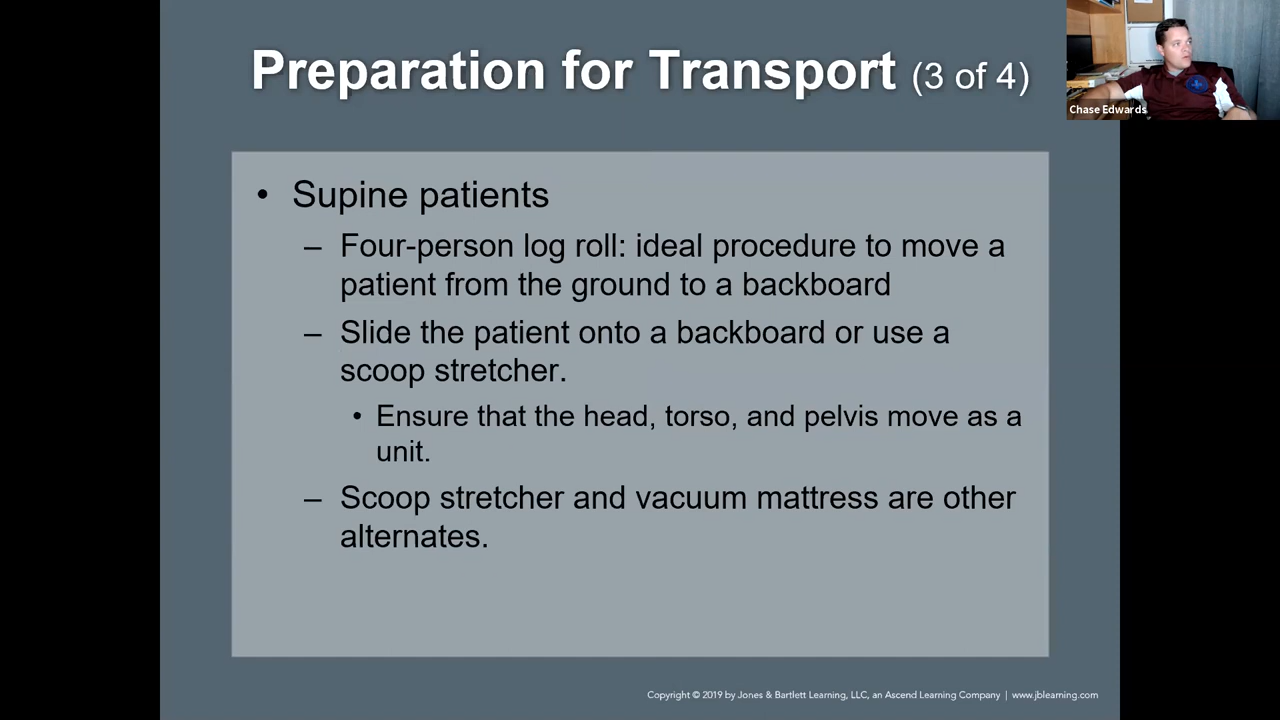 Preparation for Transport (3 of 4)
Chase Edwards
• Supine patients
– Four-person log roll: ideal procedure to move a
patient from the ground to a backboard
– Slide the patient onto a backboard or use a
scoop stretcher.
• Ensure that the head, torso, and pelvis move as a
unit.
– Scoop stretcher and vacuum mattress are other
alternates.
Copyright © 2019 by Jones & Bartlett Learning, LLC, an Ascend Learning Company | www.jblearning.com